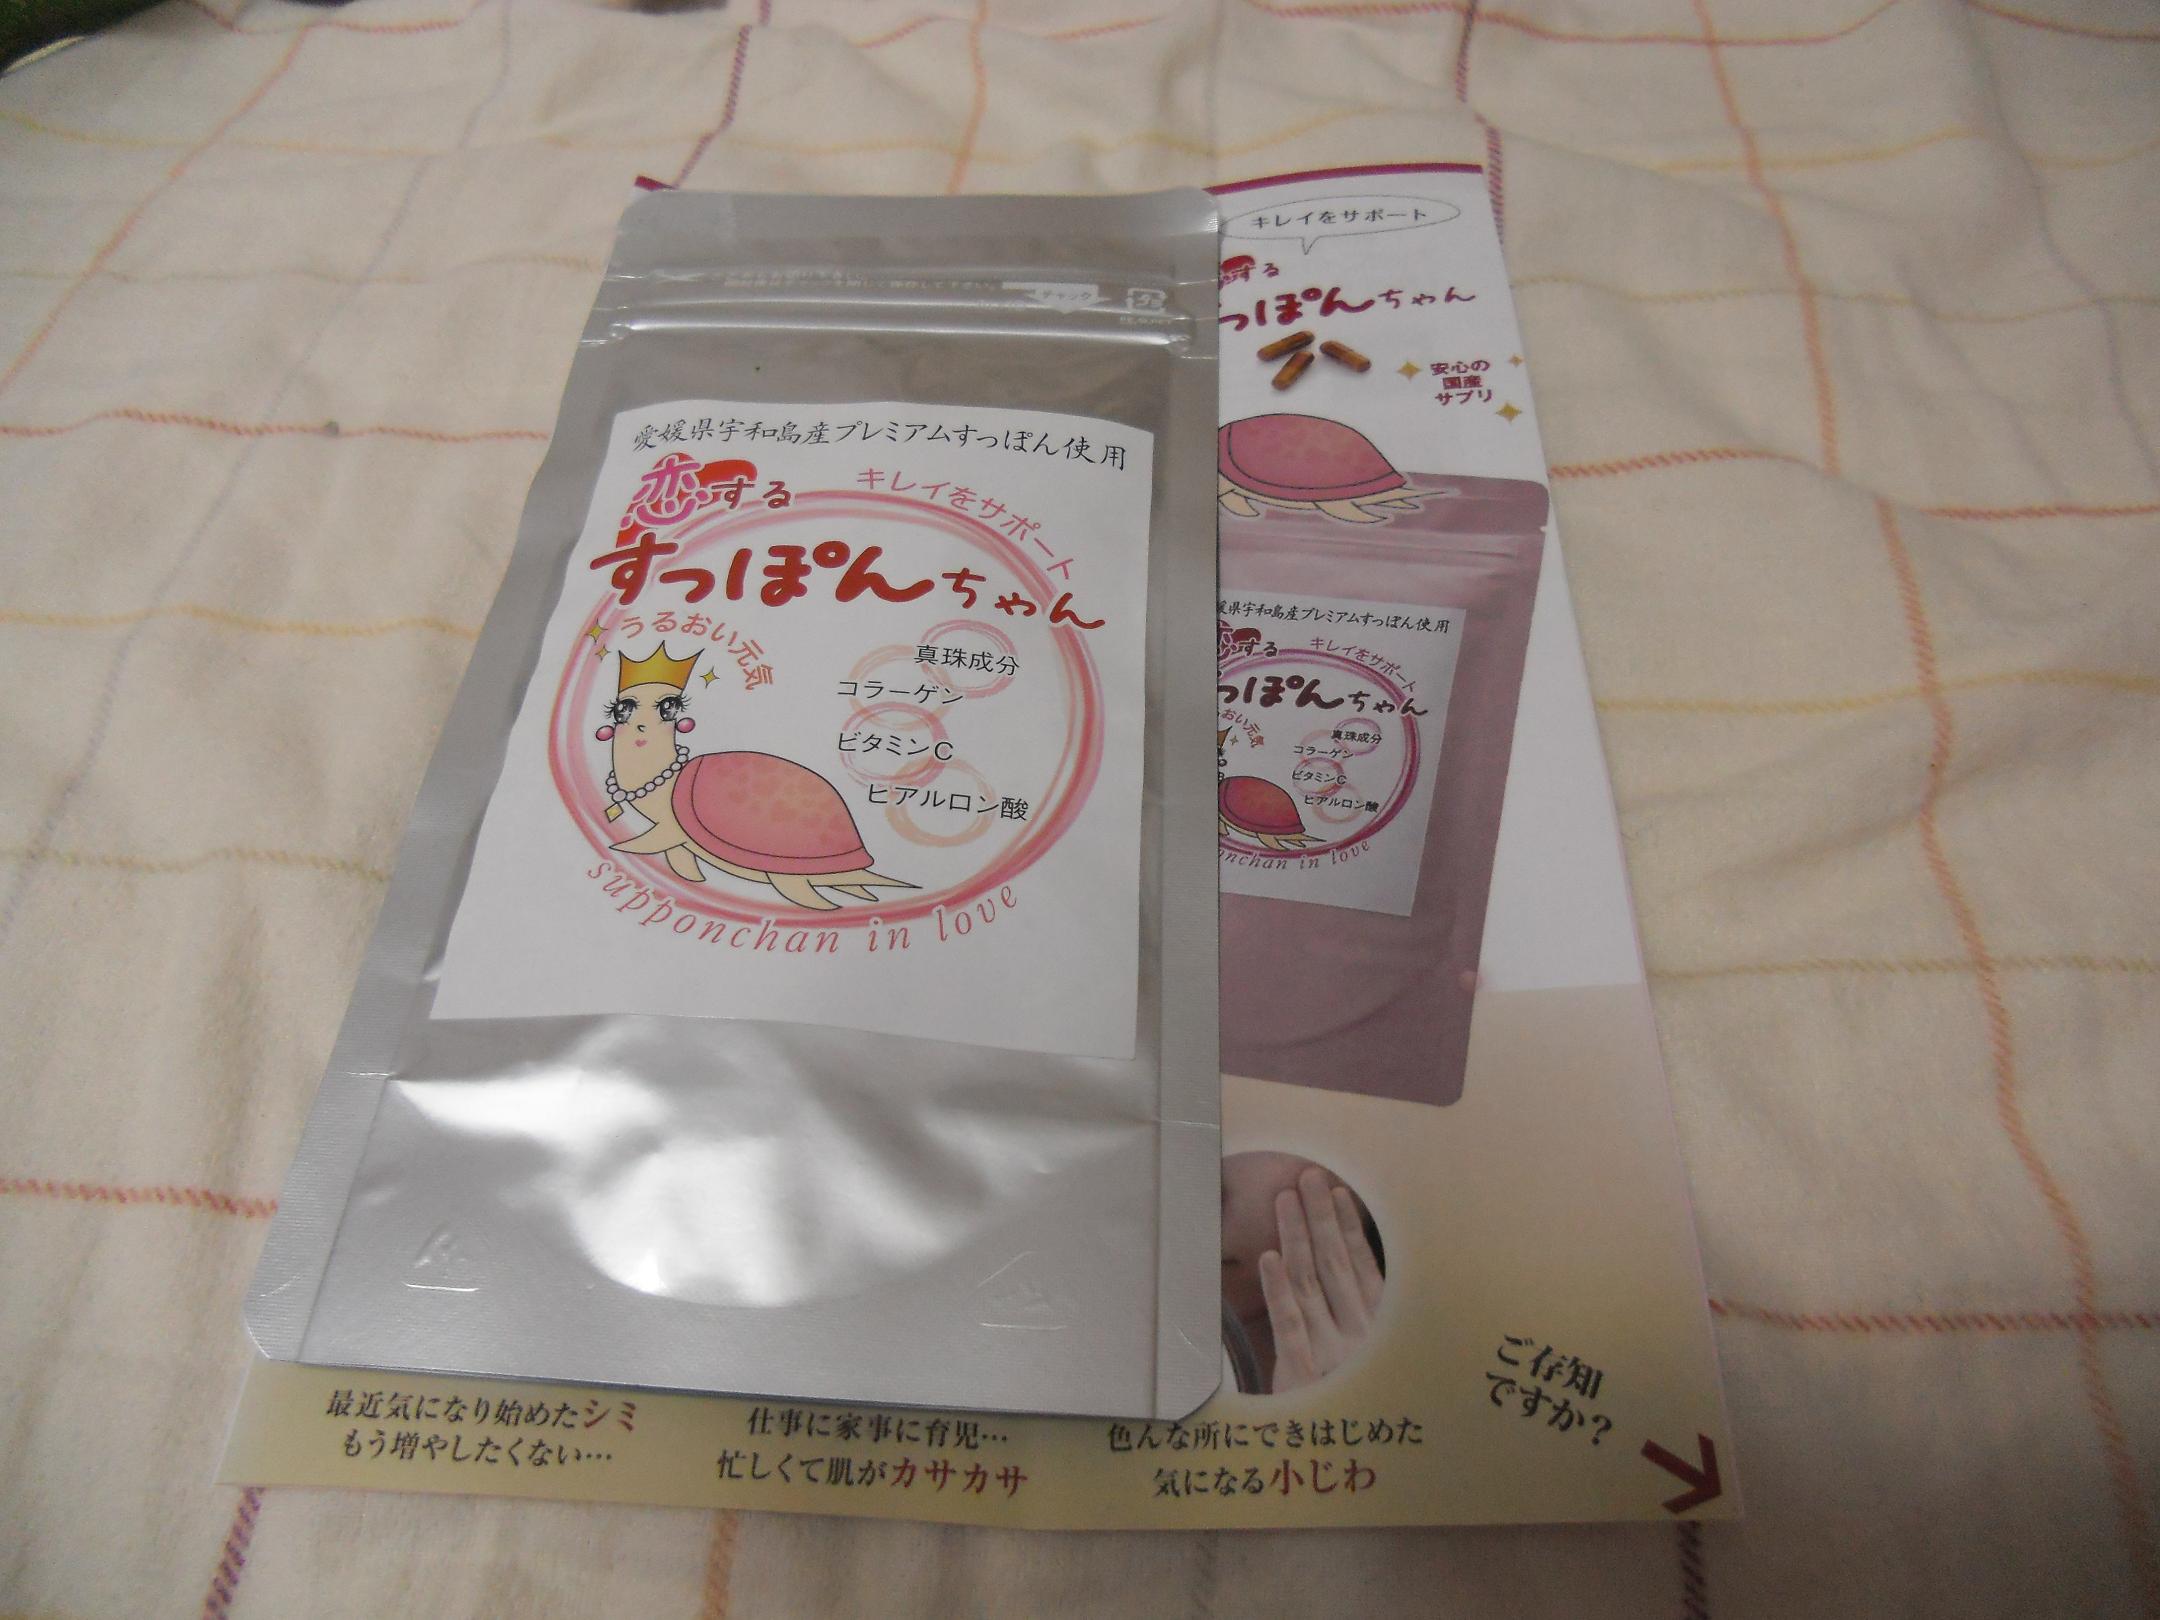 チャック
愛媛県宇和島産プレミアムすっぽん使用
恋する
キレイをサポート
すっぽんちゃん
うるおい元気
真珠成分
コラーゲン
ビタミンC
ヒアルロン酸
supponchan in love
キレイをサポート
する
っぽんちゃん
安心の
国産
サプリ
県宇和島産プレミアムすっぽん使用
する
キレイをサポート
っぽんちゃん
おい元気
真珠成分
コラーゲン
ビタミンC
ヒアルロン酸
nchan in love
最近気になり始めたシミ
もう増やしたくない…
仕事に家事に育児…
忙しくて肌がカサカサ
色んな所にできはじめた
気になる小じわ
ご存知
ですか?